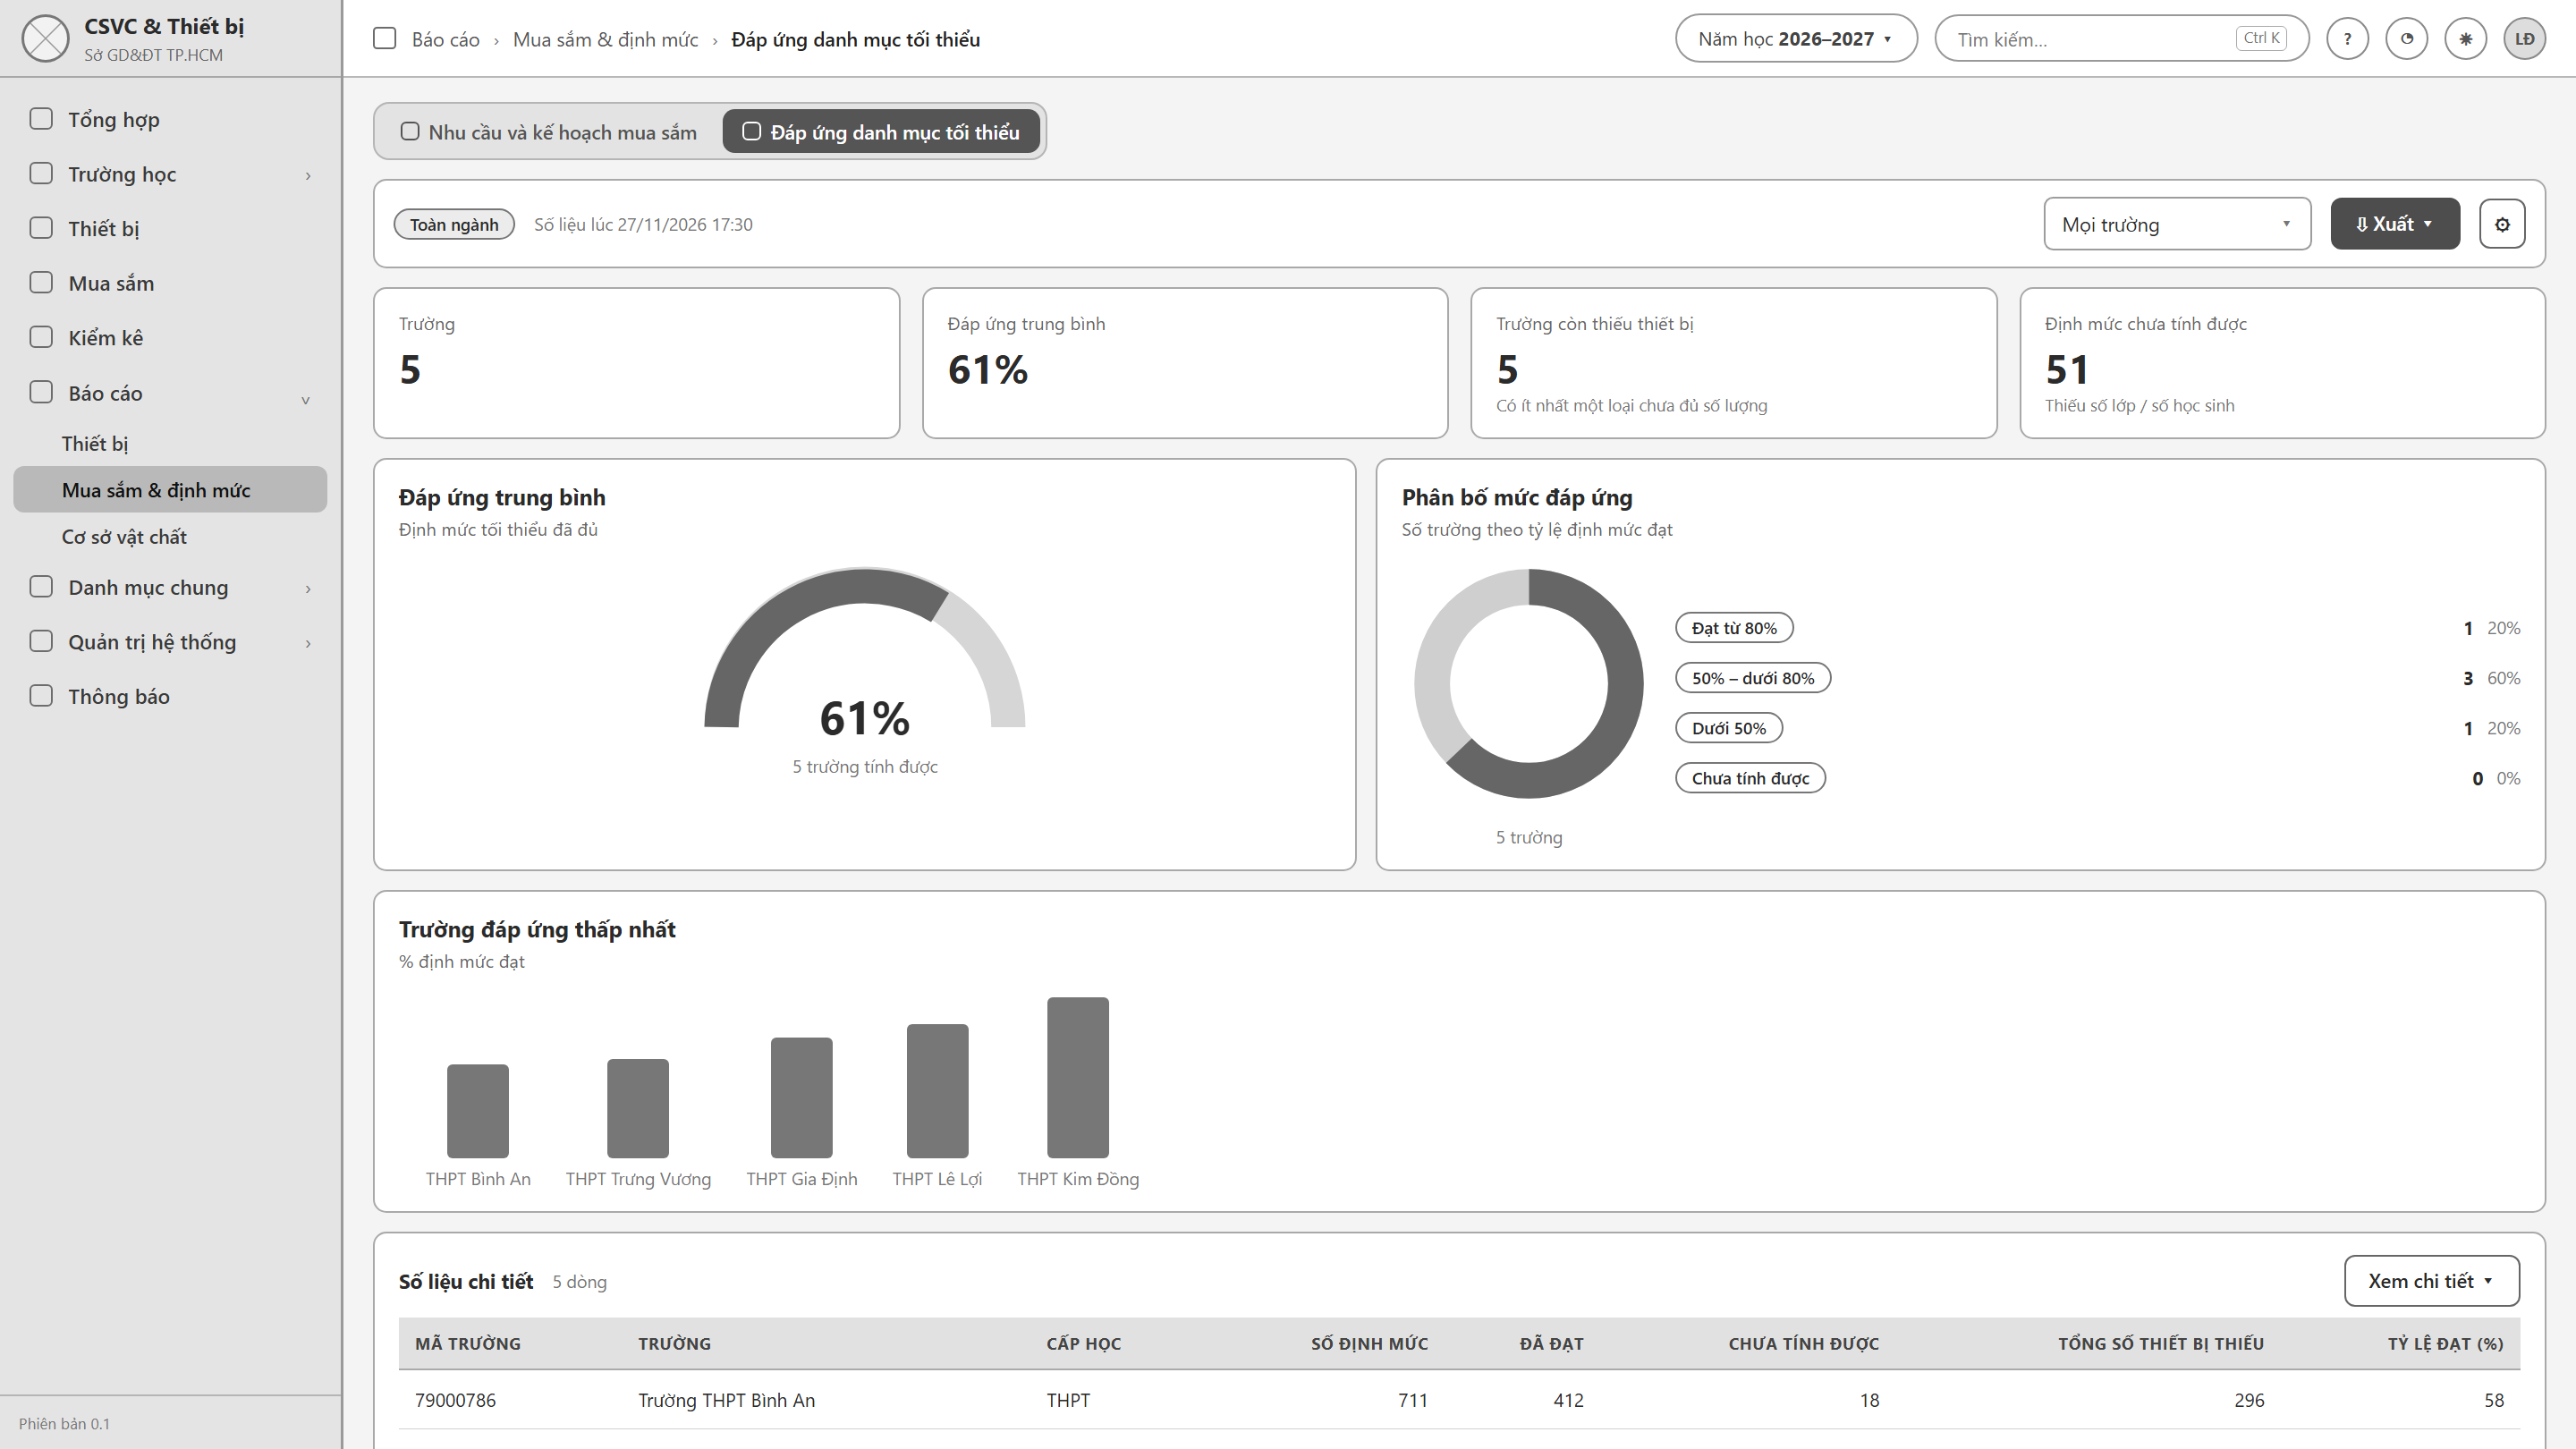 CSVC & Thiết bị
Sở GD&ĐT TP.HCM
Báo cáo › Mua sắm & định mức › Đáp ứng danh mục tối thiểu
Năm học 2026–2027
Tìm kiếm...
Ctrl K
?
LĐ
Tổng hợp
Trường học
Thiết bị
Mua sắm
Kiểm kê
Báo cáo
Thiết bị
Mua sắm & định mức
Cơ sở vật chất
Danh mục chung
Quản trị hệ thống
Thông báo
Phiên bản 0.1
Nhu cầu và kế hoạch mua sắm
Đáp ứng danh mục tối thiểu
Toàn ngành
Số liệu lúc 27/11/2026 17:30
Mọi trường
Xuất
Trường
5
Đáp ứng trung bình
61%
Trường còn thiếu thiết bị
5
Có ít nhất một loại chưa đủ số lượng
Định mức chưa tính được
51
Thiếu số lớp / số học sinh
Đáp ứng trung bình
Định mức tối thiểu đã đủ
61%
5 trường tính được
Phân bố mức đáp ứng
Số trường theo tỷ lệ định mức đạt
Đạt từ 80% 1 20%
50% – dưới 80% 3 60%
Dưới 50% 1 20%
Chưa tính được 0 0%
5 trường
Trường đáp ứng thấp nhất
% định mức đạt
THPT Bình An
THPT Trưng Vương
THPT Gia Định
THPT Lê Lợi
THPT Kim Đồng
Số liệu chi tiết 5 dòng
Xem chi tiết
MÃ TRƯỜNG TRƯỜNG CẤP HỌC SỐ ĐỊNH MỨC ĐÃ ĐẠT CHƯA TÍNH ĐƯỢC TỔNG SỐ THIẾT BỊ THIẾU TỶ LỆ ĐẠT (%)
79000786 Trường THPT Bình An THPT 711 412 18 296 58